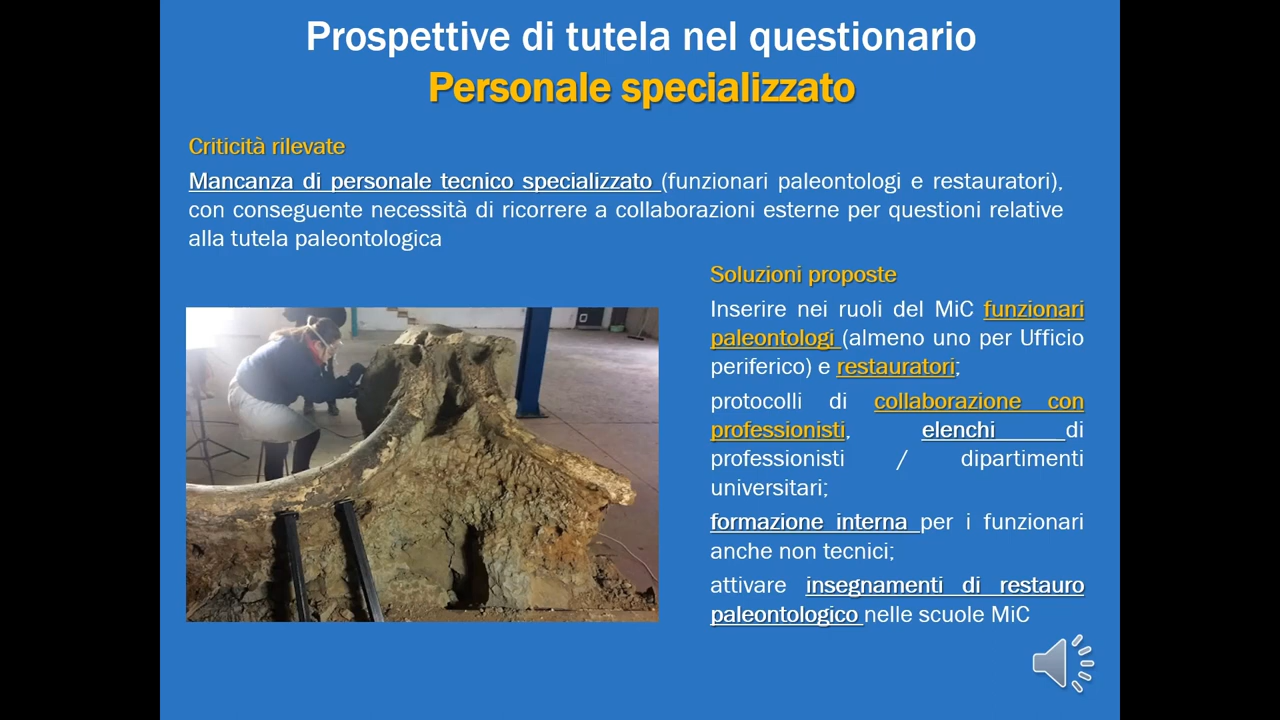 Prospettive di tutela nel questionario
Personale specializzato
Criticità rilevate
Mancanza di personale tecnico specializzato (funzionari paleontologi e restauratori),
con conseguente necessità di ricorrere a collaborazioni esterne per questioni relative
alla tutela paleontologica
Soluzioni proposte
Inserire nei ruoli del MiC funzionari
paleontologi (almeno uno per Ufficio
periferico) e restauratori;
protocolli di collaborazione con
professionisti, elenchi di
professionisti / dipartimenti
universitari;
formazione interna per i funzionari
anche non tecnici;
attivare insegnamenti di restauro
paleontologico nelle scuole MiC